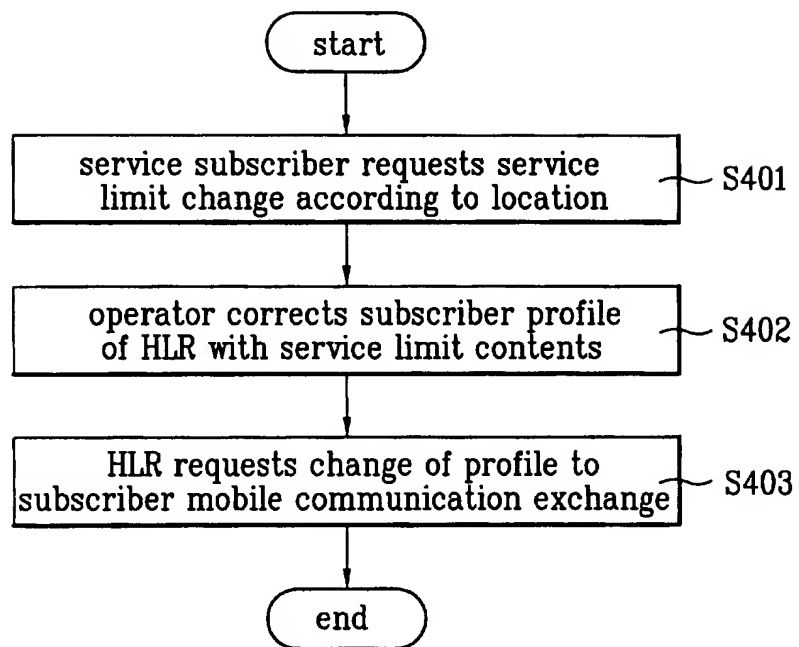 start
service subscriber requests service
limit change according to location
S401
operator corrects subscriber profile
of HLR with service limit contents
S402
HLR requests change of profile to
subscriber mobile communication exchange
S403
end